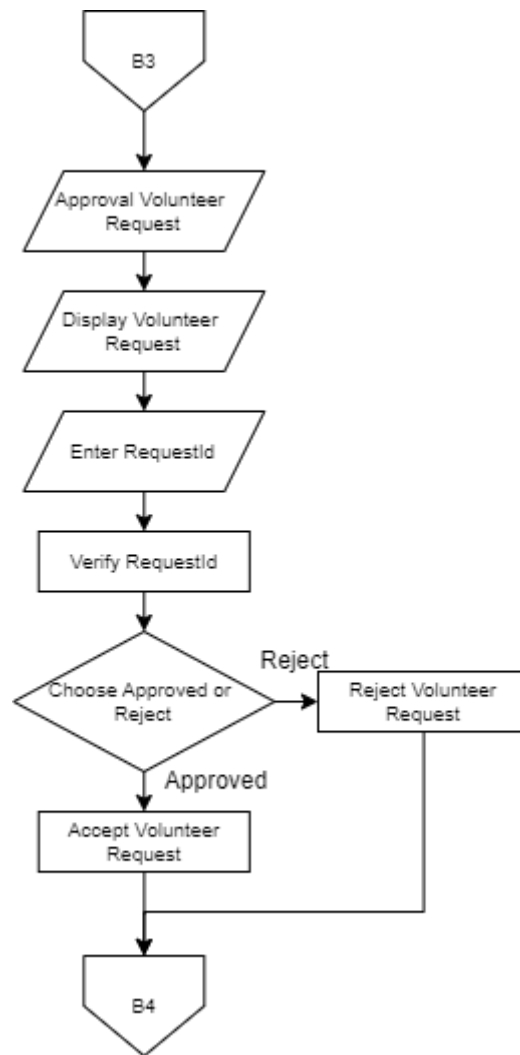 B3
Approval Volunteer
Request
Display Volunteer
Request
Enter RequestId
Verify RequestId
Choose Approved or
Reject
Reject
Reject Volunteer
Request
Approved
Accept Volunteer
Request
B4